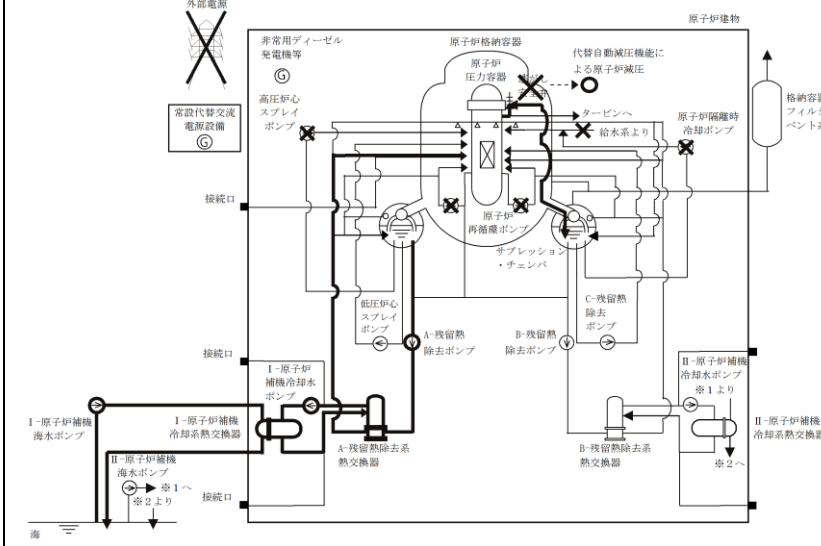 外部電源
原子炉建物
非常用ディーゼル
発電機等
G
原子炉格納容器
原子炉
圧力容器
代替自動減圧機能に
よる原子炉減圧
常設代替交流
電源設備
G
高圧炉心
スプレイ
ポンプ
タービンへ
給水系より
原子炉隔離時
冷却ポンプ
格納容器
フィル
ベント
接続口
原子炉
再循環ポンプ
サプレッション
・チェンバ
低圧炉心
スプレイ
ポンプ
A-残留熱
除去ポンプ
B-残留熱
除去ポンプ
C-残留熱
除去
ポンプ
接続口
Ⅰ-原子炉
補機冷却水
ポンプ
Ⅱ-原子炉補機
冷却水ポンプ
※1より
Ⅰ-原子炉補機
海水ポンプ
Ⅰ-原子炉補機
冷却系熱交換器
A-残留熱除去系
熱交換器
B-残留熱除去系
熱交換器
Ⅱ-原子炉補機
冷却系熱交換器
※2へ
Ⅱ-原子炉補機
海水ポンプ
※1へ
※2より
接続口
海